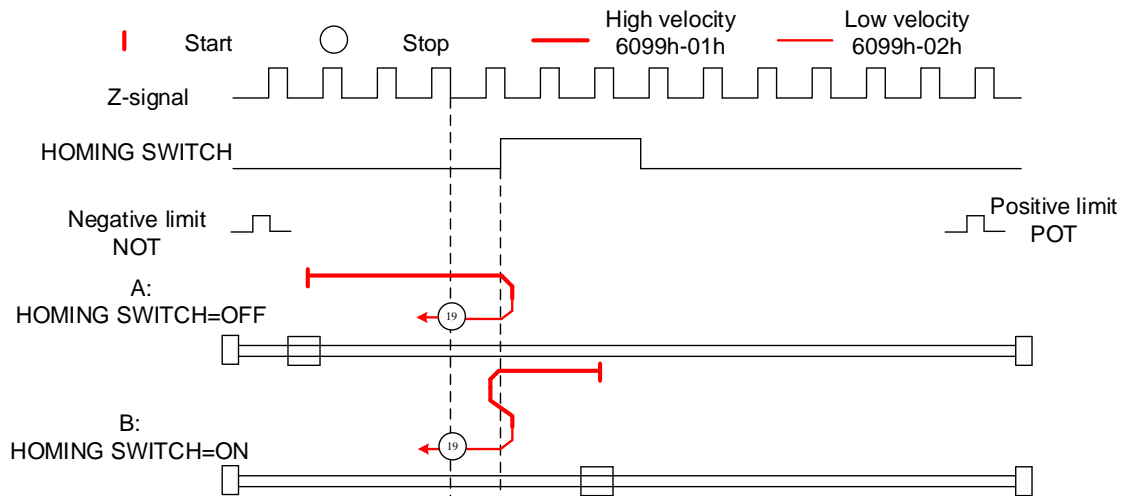 Start
Stop
High velocity
6099h-01h
Low velocity
6099h-02h
Z-signal
HOMING SWITCH
Negative limit
NOT
Positive limit
POT
A:
HOMING SWITCH=OFF
19
B:
HOMING SWITCH=ON
19